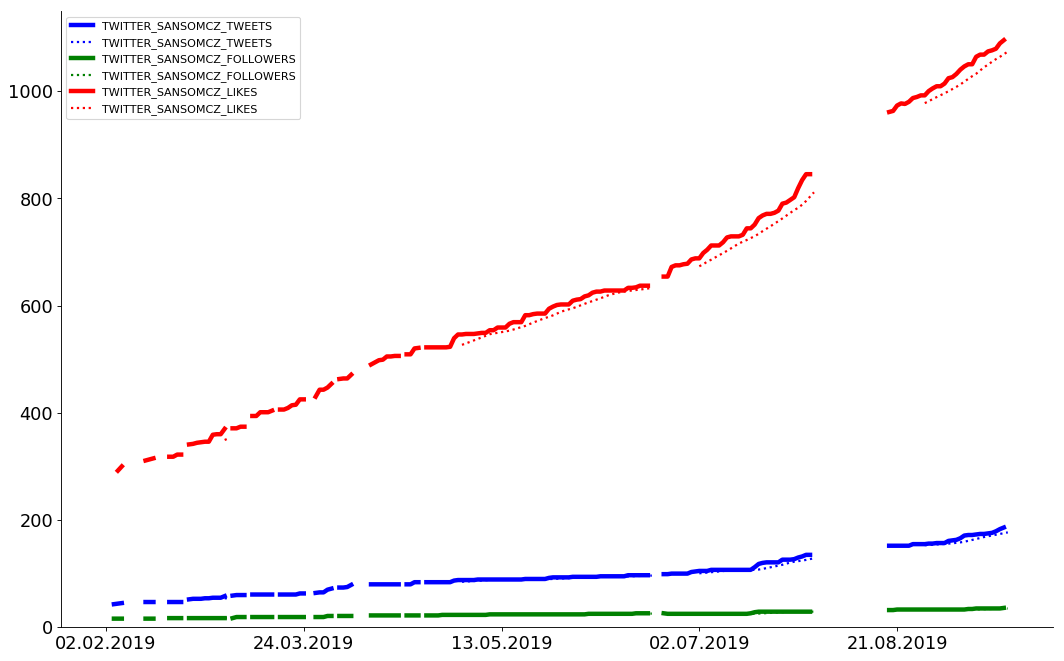 TWITTER_SANSOMCZ_TWEETS
TWITTER_SANSOMCZ_TWEETS
TWITTER_SANSOMCZ_FOLLOWERS
TWITTER_SANSOMCZ_FOLLOWERS
TWITTER_SANSOMCZ_LIKES
TWITTER_SANSOMCZ_LIKES
1000
800
600
400
200
0
02.02.2019 24.03.2019 13.05.2019 02.07.2019 21.08.2019